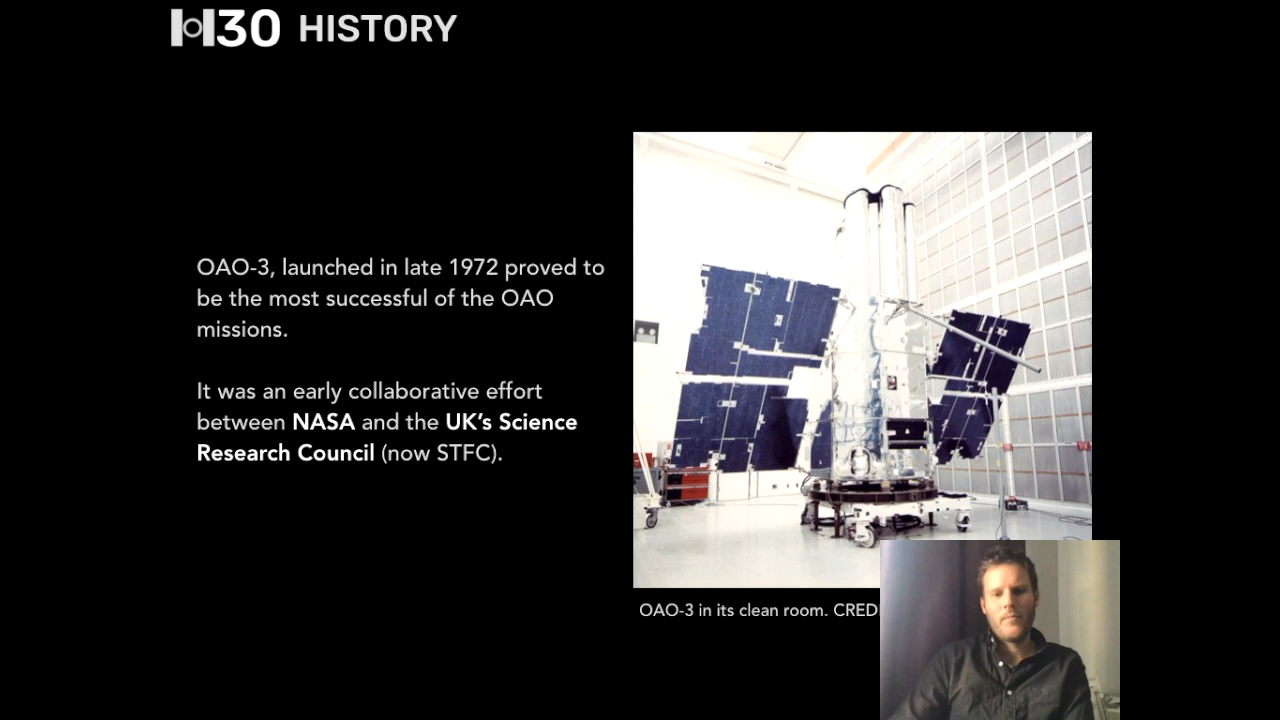 H30 HISTORY
OAO-3, launched in late 1972 proved to
be the most successful of the OAO
missions.
It was an early collaborative effort
between NASA and the UK’s Science
Research Council (now STFC).
OAO-3 in its clean room. CRED